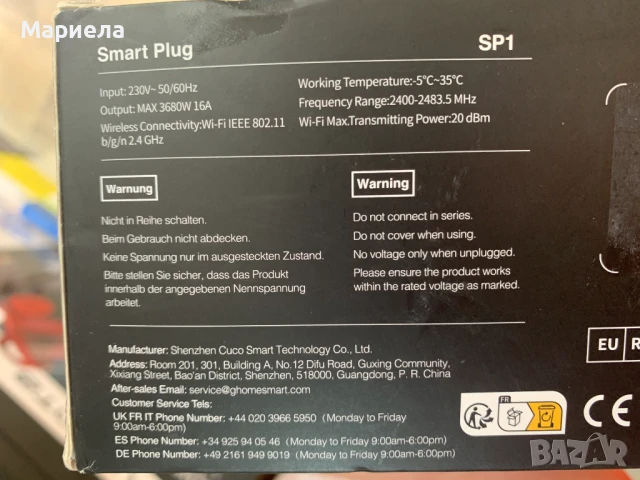 Мариела
Smart Plug
SP1
Input: 230V~ 50/60Hz
Output: MAX 3680W 16A
Wireless Connectivity:Wi-Fi IEEE 802.11
b/g/n 2.4 GHz
Working Temperature:-5°C~35°C
Frequency Range:2400-2483.5 MHz
Wi-Fi Max.Transmitting Power:20 dBm
Warnung
Nicht in Reihe schalten.
Beim Gebrauch nicht abdecken.
Keine Spannung nur im ausgesteckten Zustand.
Bitte stellen Sie sicher, dass das Produkt
innerhalb der angegebenen Nennspannung
arbeitet.
Warning
Do not connect in series.
Do not cover when using.
No voltage only when unplugged.
Please ensure the product works
within the rated voltage as marked.
Manufacturer: Shenzhen Cuco Smart Technology Co., Ltd.
Address: Room 201, 301, Building A, No.12 Difu Road, Guxing Community,
Xixiang Street, Bao'an District, Shenzhen, 518000, Guangdong, P. R. China
After-sales Email: service@ghomesmart.com
Customer Service Tels:
UK FR IT Phone Number: +44 020 3966 5950 (Monday to Friday
9:00am-6:00pm)
ES Phone Number: +34 925 94 05 46 (Monday to Friday 9:00am-6:00pm)
DE Phone Number: +49 2161 949 9019 (Monday to Friday 9:00am-6:00pm)
EU R
FR
CE
BAZAR